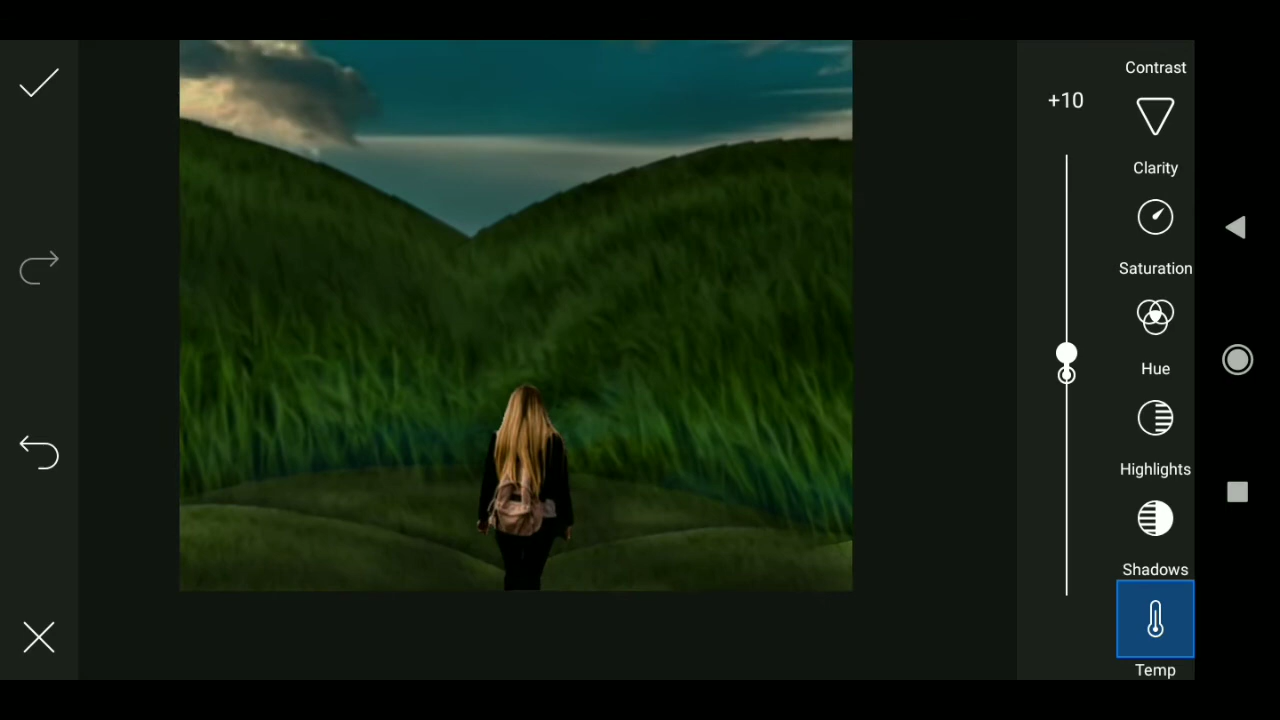 Contrast
+10
Clarity
Saturation
Hue
Highlights
Shadows
Temp